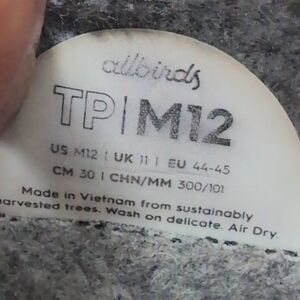 allbirds
TP|M12
US M12 | UK 11 | EU 44-45
CM 30 | CHN/MM 300/101
Made in Vietnam from sustainably
harvested trees. Wash on delicate. Air Dry